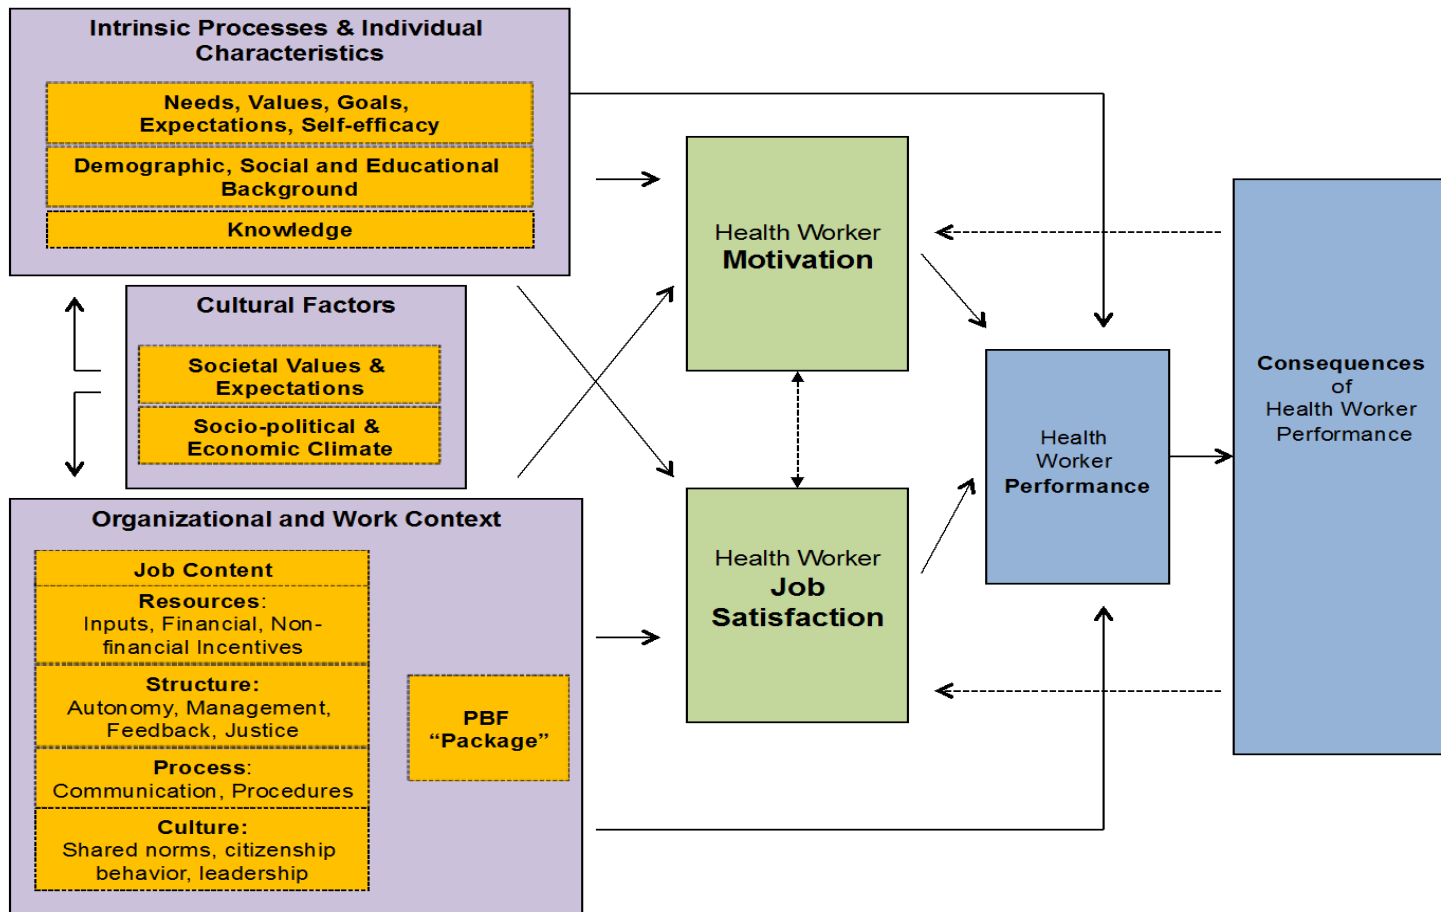 Intrinsic Processes & Individual
Characteristics
Needs, Values, Goals,
Expectations, Self-efficacy
Demographic, Social and Educational
Background
Knowledge
Cultural Factors
Societal Values &
Expectations
Socio-political &
Economic Climate
Organizational and Work Context
Job Content
Resources:
Inputs, Financial, Non-
financial Incentives
Structure:
Autonomy, Management,
Feedback, Justice
Process:
Communication, Procedures
Culture:
Shared norms, citizenship
behavior, leadership
PBF
“Package”
Health Worker
Motivation
Health Worker
Job
Satisfaction
Health
Worker
Performance
Consequences
of
Health Worker
Performance